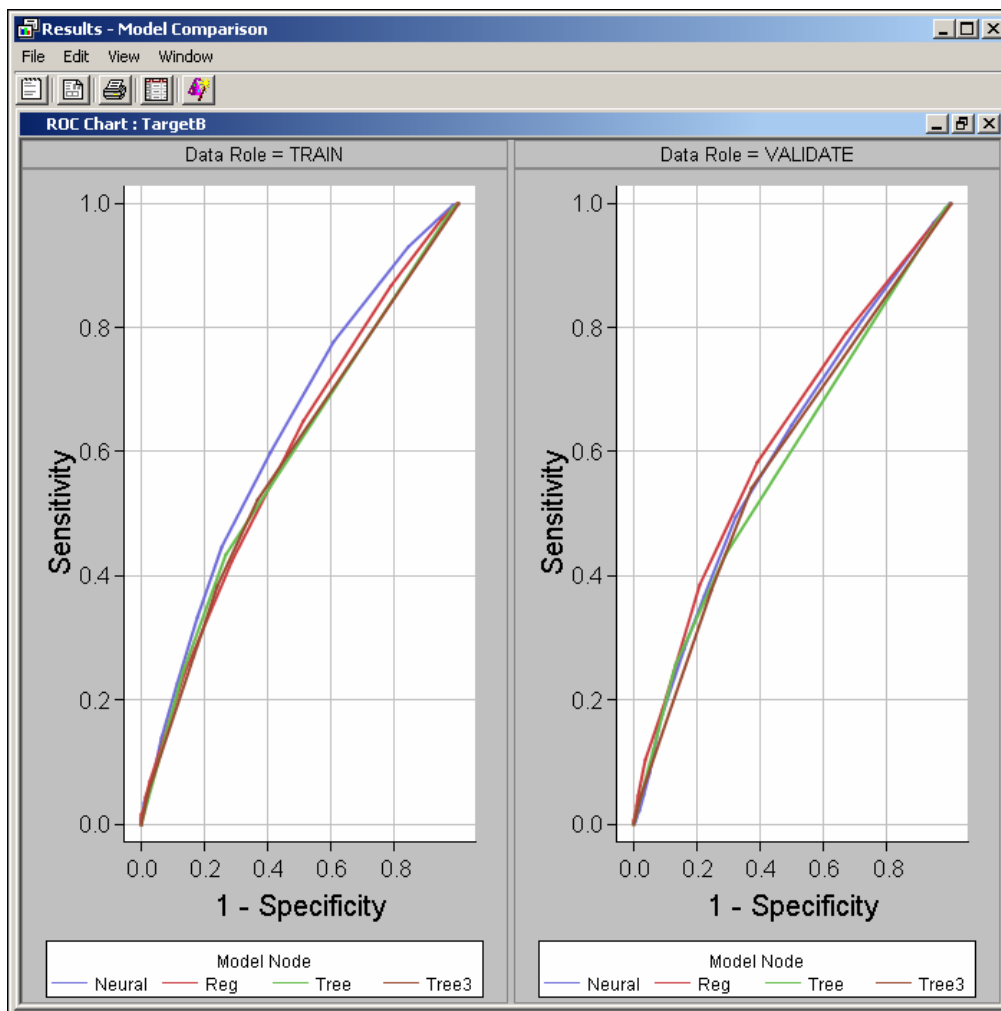 Results - Model Comparison
File Edit View Window
ROC Chart : TargetB
Data Role = TRAIN
Data Role = VALIDATE
1.0
0.8
0.6
0.4
0.2
0.0
Sensitivity
0.0 0.2 0.4 0.6 0.8
1 - Specificity
Model Node
Neural Reg Tree Tree3
1.0
0.8
0.6
0.4
0.2
0.0
Sensitivity
0.0 0.2 0.4 0.6 0.8
1 - Specificity
Model Node
Neural Reg Tree Tree3